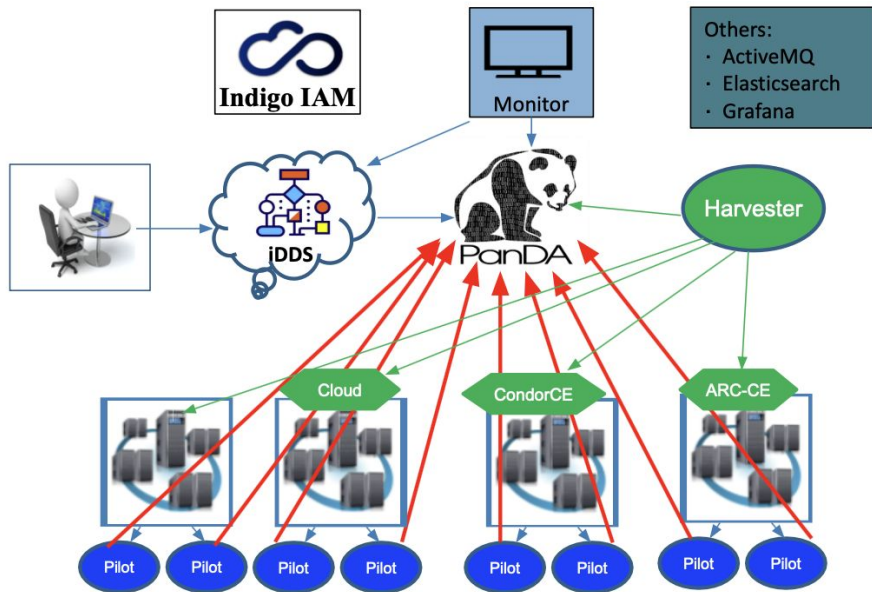 Indigo IAM
Monitor
Others:
· ActiveMQ
· Elasticsearch
· Grafana
iDDS
PanDA
Harvester
Cloud
CondorCE
ARC-CE
Pilot
Pilot
Pilot
Pilot
Pilot
Pilot
Pilot
Pilot